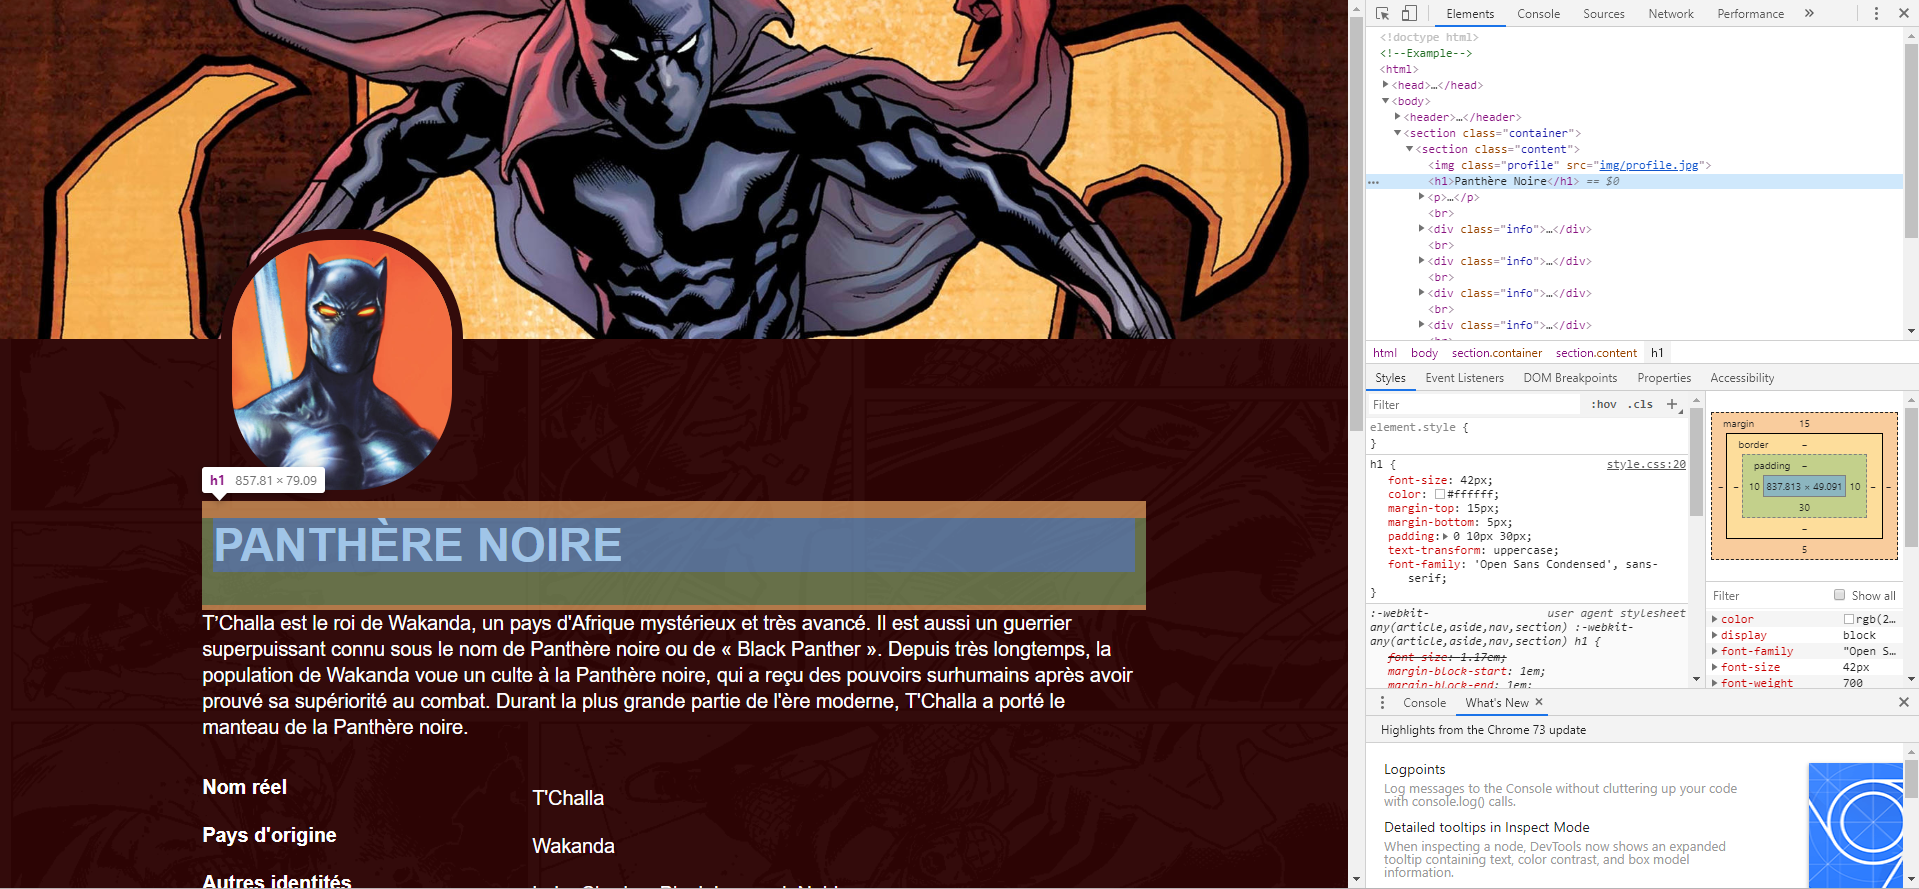 h1 857.81 × 79.09
PANTHÈRE NOIRE
T’Challa est le roi de Wakanda, un pays d'Afrique mystérieux et très avancé. Il est aussi un guerrier
superpuissant connu sous le nom de Panthère noire ou de « Black Panther ». Depuis très longtemps, la
population de Wakanda voue un culte à la Panthère noire, qui a reçu des pouvoirs surhumains après avoir
prouvé sa supériorité au combat. Durant la plus grande partie de l'ère moderne, T'Challa a porté le
manteau de la Panthère noire.
Nom réel
T'Challa
Pays d'origine
Wakanda
Autres identités
Elements Console Sources Network Performance »
<!doctype html>
<!--Example-->
<html>
<head>…</head>
<body>
<header>…</header>
<section class="container">
<section class="content">
<img class="profile" src="img/profile.jpg">
… <h1>Panthère Noire</h1> == $0
<p>…</p>
<br>
<div class="info">…</div>
<br>
<div class="info">…</div>
<br>
<div class="info">…</div>
<br>
<div class="info">…</div>
html body section.container section.content h1
Styles Event Listeners DOM Breakpoints Properties Accessibility
Filter :hov .cls +
element.style {
}
h1 { style.css:20
font-size: 42px;
color: #ffffff;
margin-top: 15px;
margin-bottom: 5px;
padding: 0 10px 30px;
text-transform: uppercase;
font-family: 'Open Sans Condensed', sans-
serif;
}
:-webkit- user agent stylesheet
any(article,aside,nav,section) :-webkit-
any(article,aside,nav,section) h1 {
font-size: 1.17em;
margin-block-start: 1em;
margin-block-end: 1em;
margin 15
border –
padding –
– – 10 837.813 × 49.091 10 – –
30
–
5
Filter Show all
color rgb(2…
display block
font-family "Open S…
font-size 42px
font-weight 700
Console What's New ×
Highlights from the Chrome 73 update
Logpoints
Log messages to the Console without cluttering up your code
with console.log() calls.
Detailed tooltips in Inspect Mode
When inspecting a node, DevTools now shows an expanded
tooltip containing text, color contrast, and box model
information.